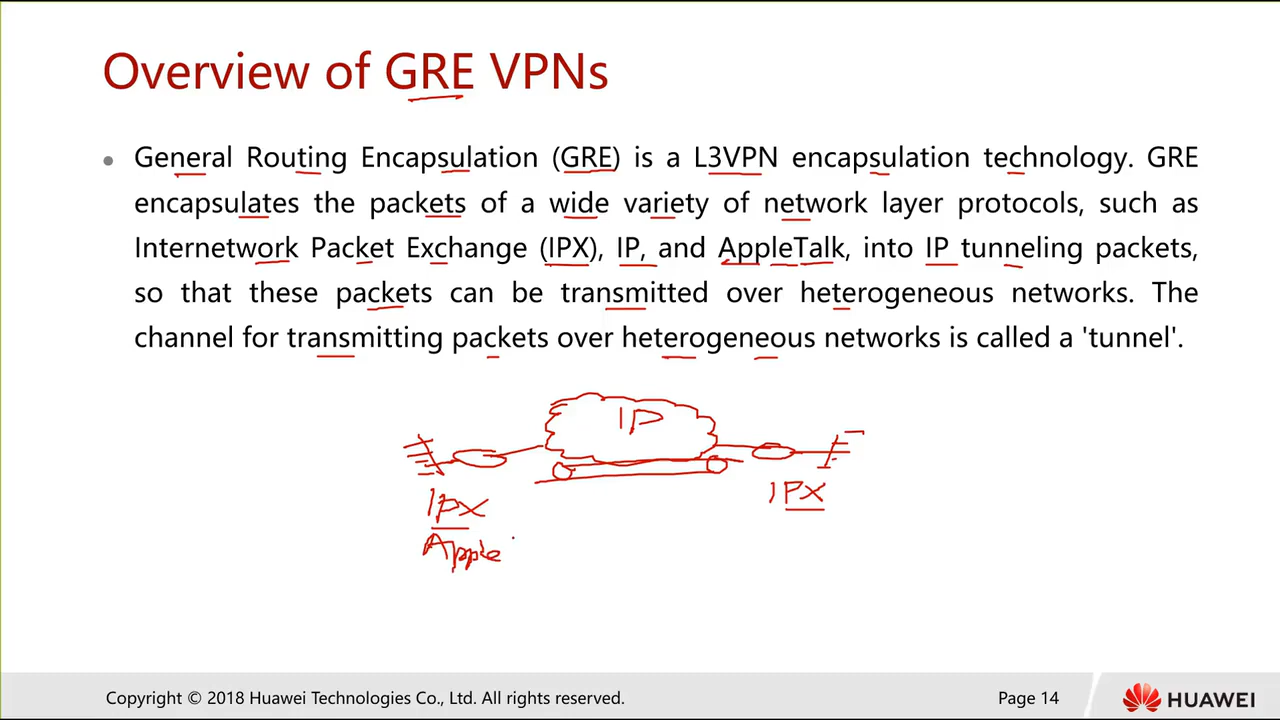 Overview of GRE VPNs
• General Routing Encapsulation (GRE) is a L3VPN encapsulation technology. GRE
encapsulates the packets of a wide variety of network layer protocols, such as
Internetwork Packet Exchange (IPX), IP, and AppleTalk, into IP tunneling packets,
so that these packets can be transmitted over heterogeneous networks. The
channel for transmitting packets over heterogeneous networks is called a 'tunnel'.
IP
IPX
IPX
Apple
Copyright © 2018 Huawei Technologies Co., Ltd. All rights reserved.
Page 14
HUAWEI